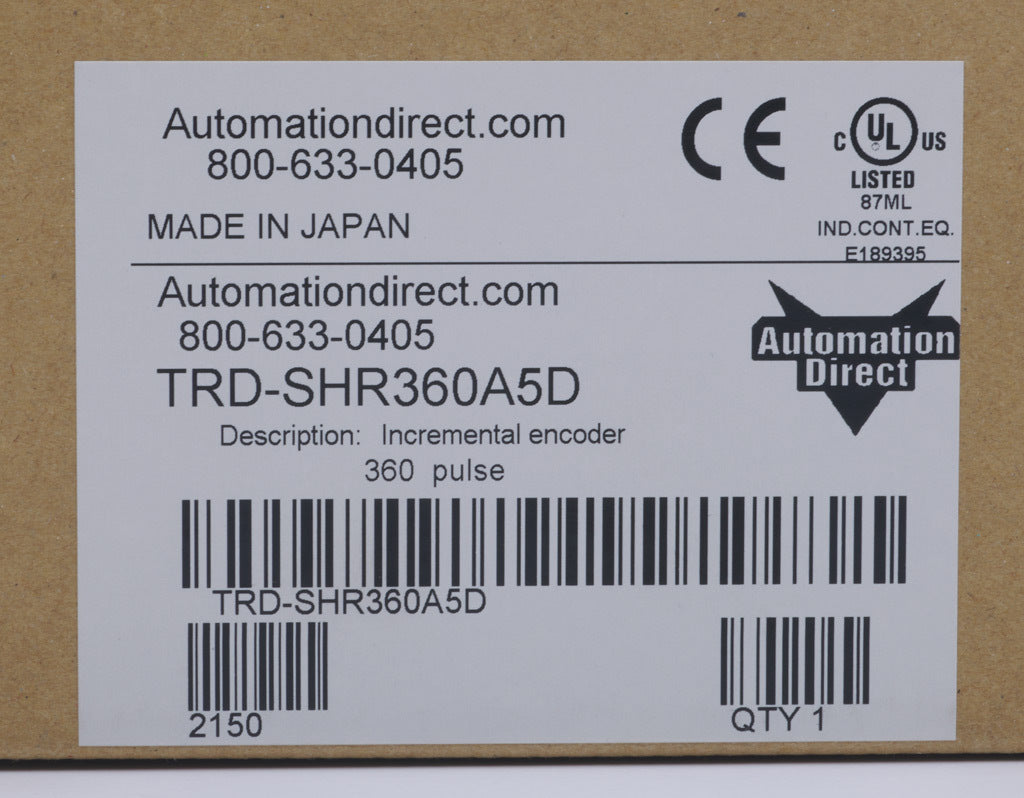 Automationdirect.com
800-633-0405
MADE IN JAPAN
CE
C UL US
LISTED
87ML
IND.CONT.EQ.
E189395
Automationdirect.com
800-633-0405
TRD-SHR360A5D
Description: Incremental encoder
360 pulse
Automation
Direct
TRD-SHR360A5D
2150
QTY 1